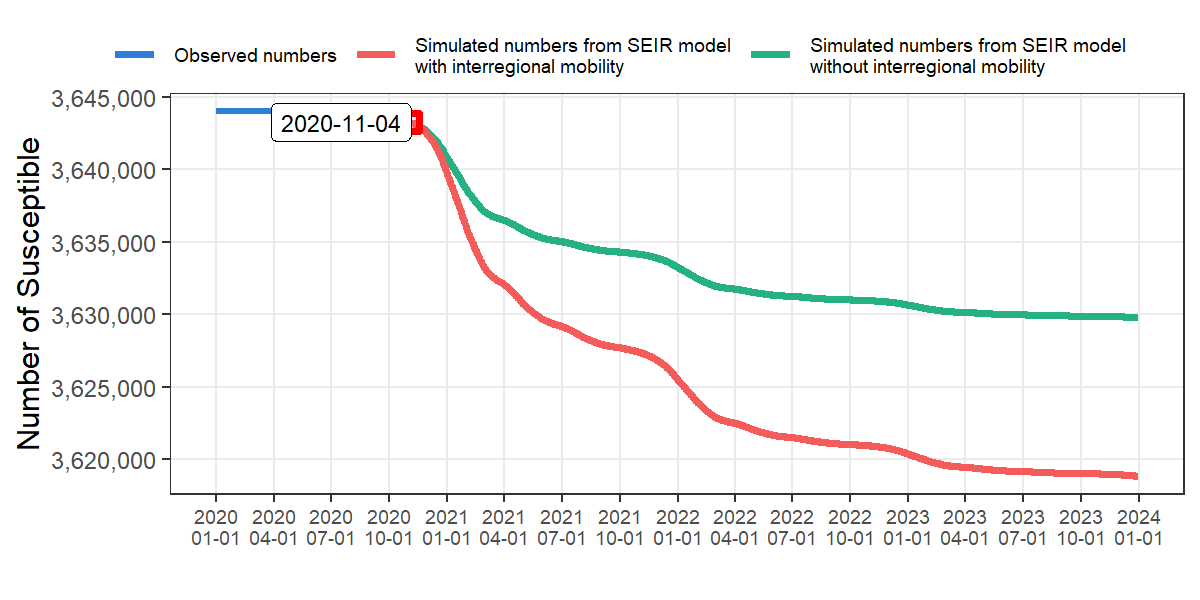 Observed numbers
Simulated numbers from SEIR model
with interregional mobility
Simulated numbers from SEIR model
without interregional mobility
Number of Susceptible
3,645,000
3,640,000
3,635,000
3,630,000
3,625,000
3,620,000
2020-11-04
2020 2020 2020 2020 2021 2021 2021 2021 2022 2022 2022 2022 2023 2023 2023 2023 2024
01-01 04-01 07-01 10-01 01-01 04-01 07-01 10-01 01-01 04-01 07-01 10-01 01-01 04-01 07-01 10-01 01-01